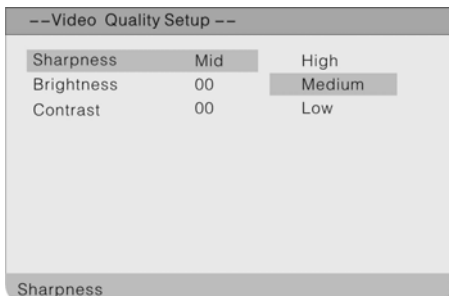 --Video Quality Setup --
Sharpness Mid High
Brightness 00 Medium
Contrast 00 Low
Sharpness